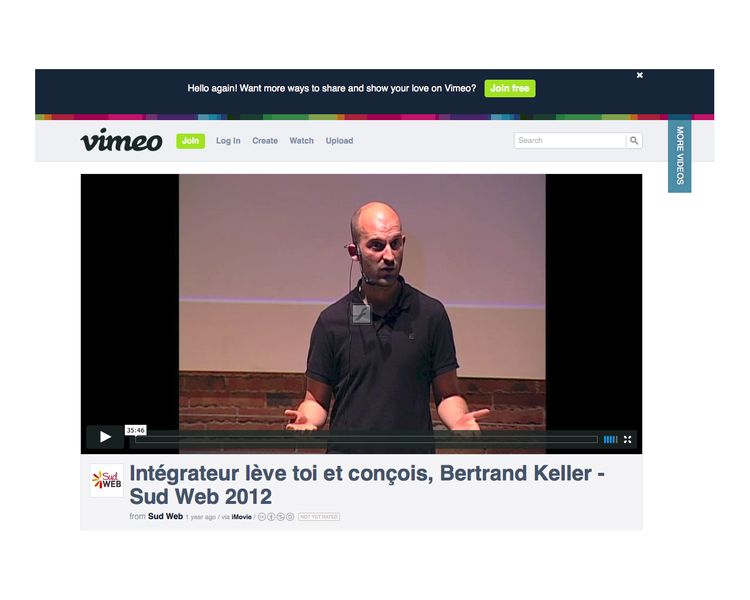 Hello again! Want more ways to share and show your love on Vimeo? Join free
vimeo Join Log In Create Watch Upload Search
MORE VIDEOS
35:46
Sud WEB
Intégrateur lève toi et conçois, Bertrand Keller -
Sud Web 2012
from Sud Web 1 year ago / via iMovie / NOT YET RATED